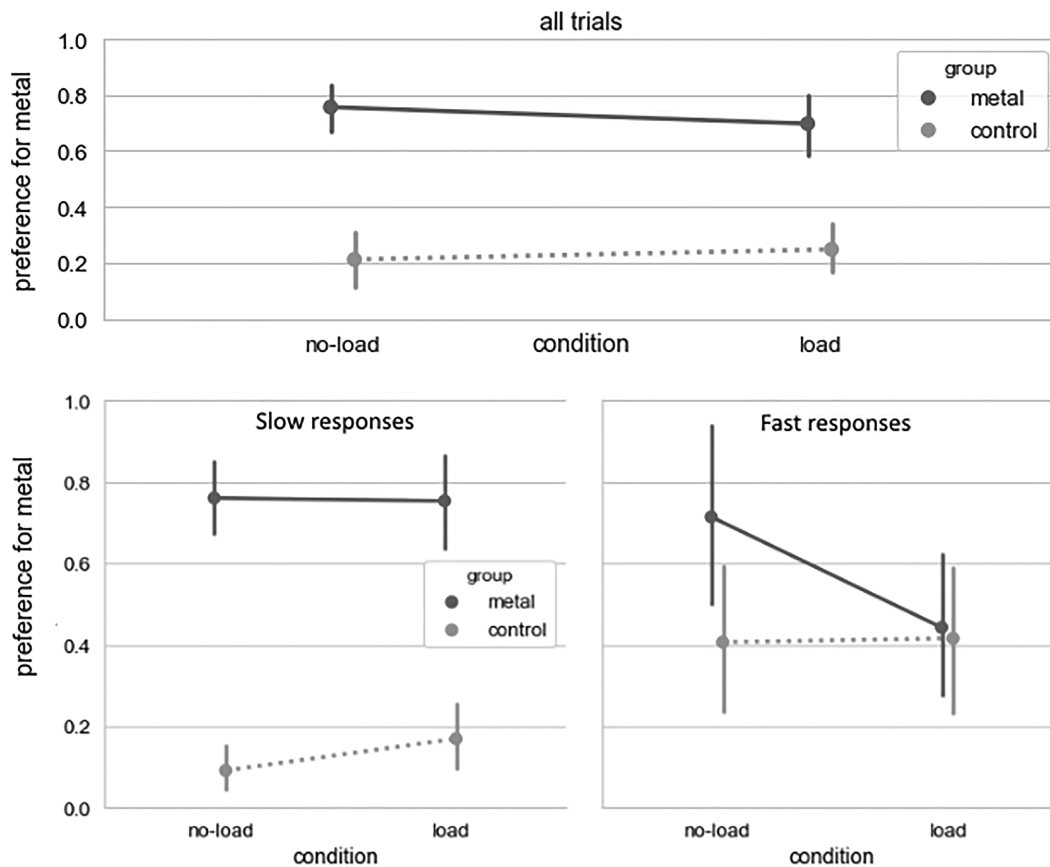 all trials
1.0
0.8
0.6
0.4
0.2
0.0
preference for metal
group
metal
control
no-load
condition
load
1.0
0.8
0.6
0.4
0.2
0.0
preference for metal
Slow responses
group
metal
control
no-load
load
condition
Fast responses
no-load
load
condition